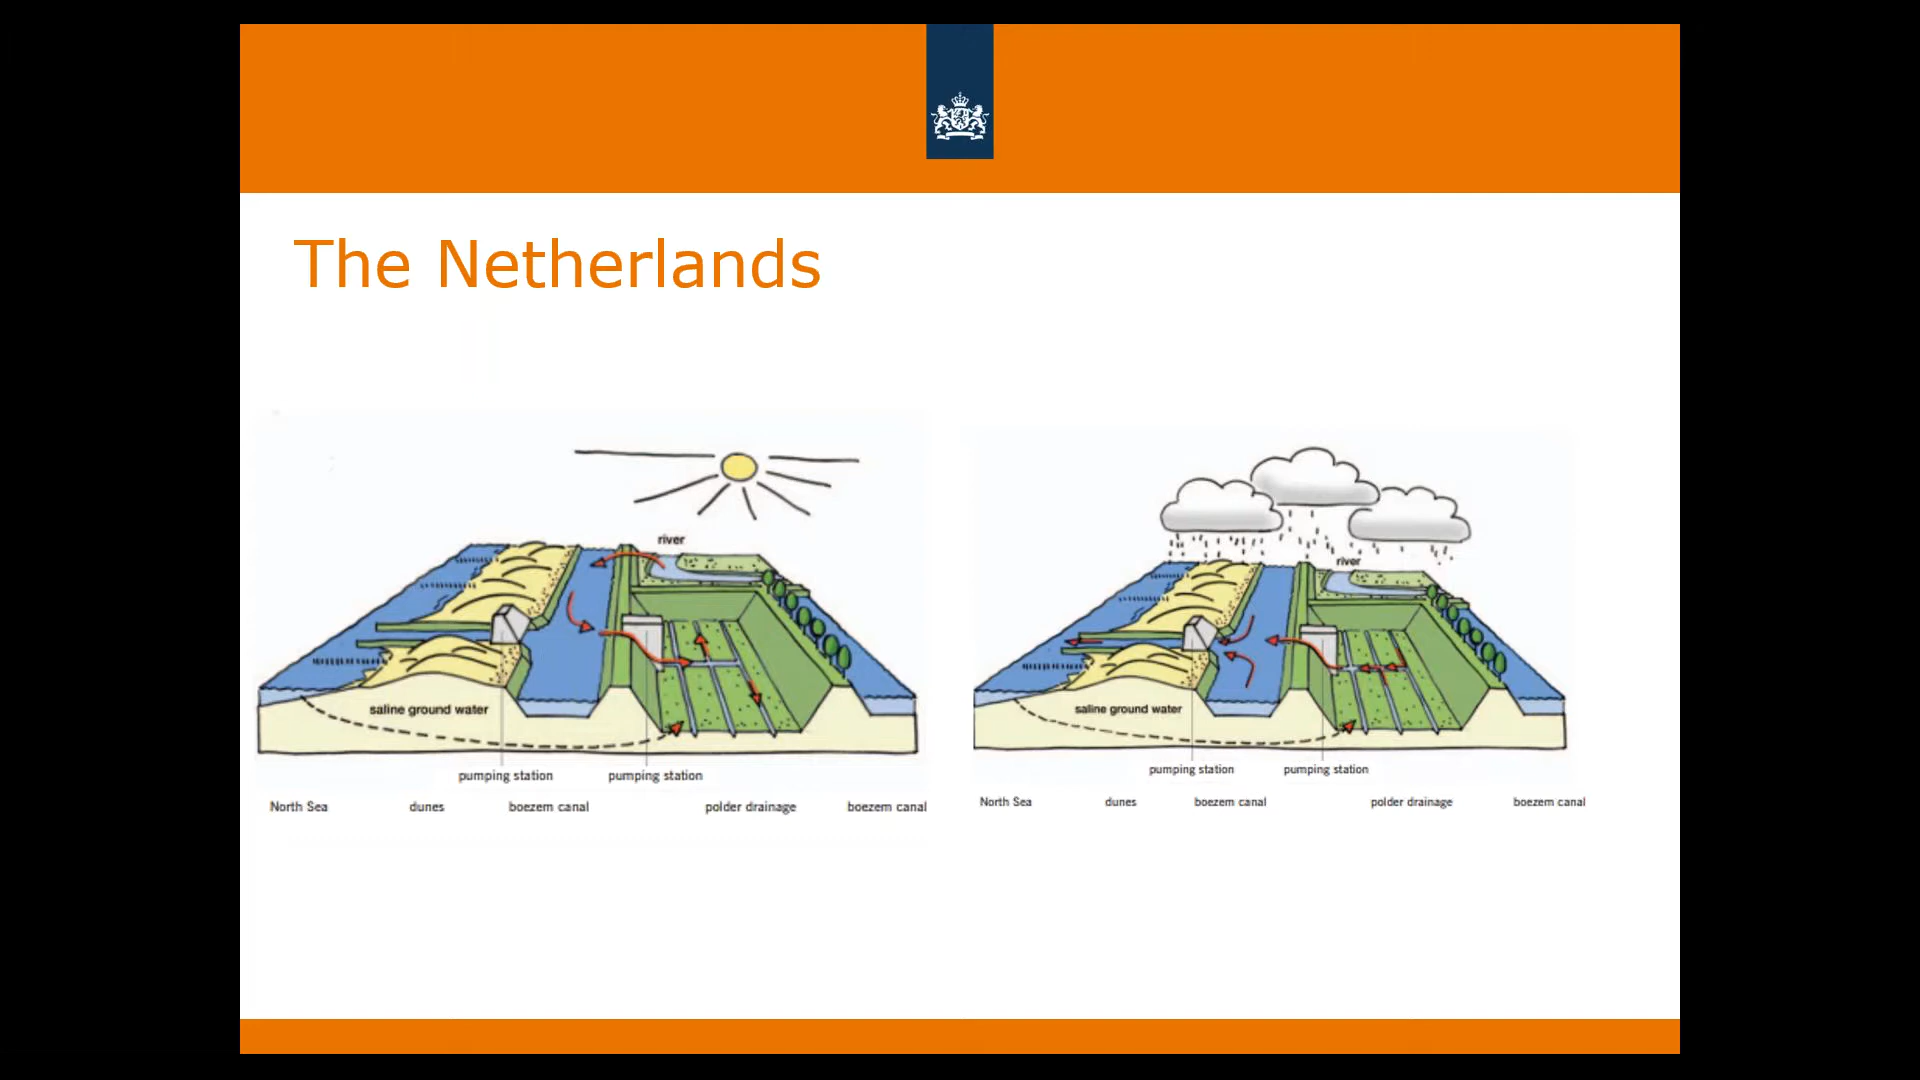 The Netherlands
river
saline ground water
pumping station pumping station
North Sea dunes boezem canal polder drainage boezem canal
river
saline ground water
pumping station pumping station
North Sea dunes boezem canal polder drainage boezem canal